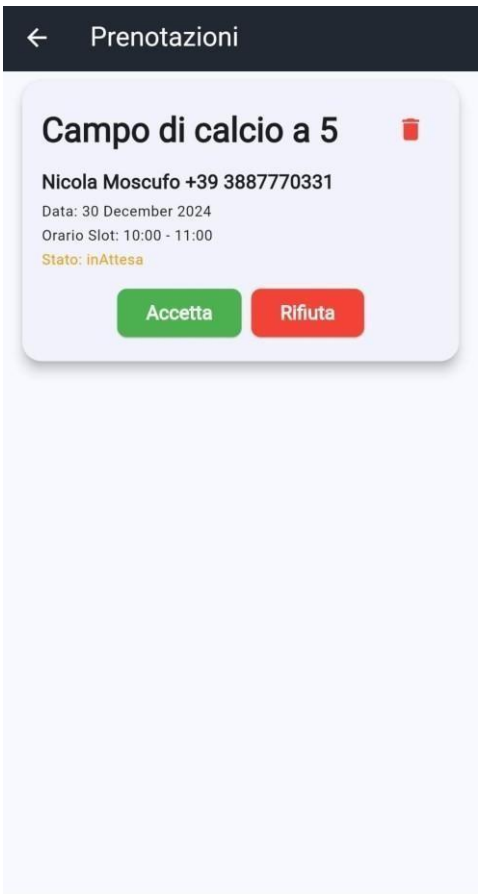 Prenotazioni
Campo di calcio a 5
Nicola Moscufo +39 3887770331
Data: 30 December 2024
Orario Slot: 10:00 - 11:00
Stato: inAttesa
Accetta Rifiuta